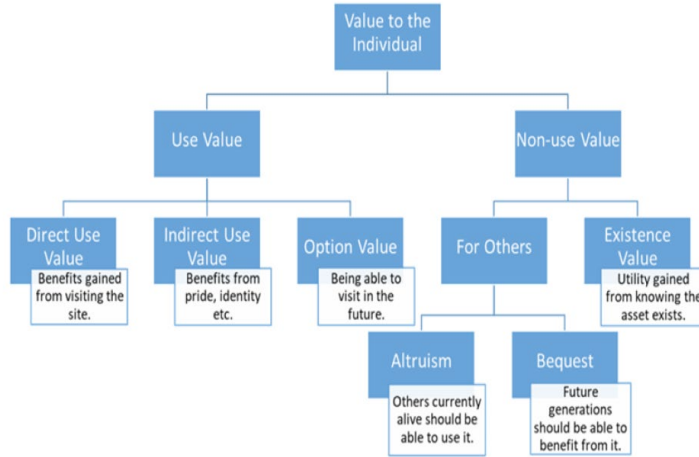 Value to the
Individual
Use Value
Non-use Value
Direct Use
Value
Benefits gained
from visiting the
site.
Indirect Use
Value
Benefits from
pride, identity
etc.
Option Value
Being able to
visit in the
future.
For Others
Existence
Value
Utility gained
from knowing the
asset exists.
Altruism
Others currently
alive should be
able to use it.
Bequest
Future
generations
should be able to
benefit from it.